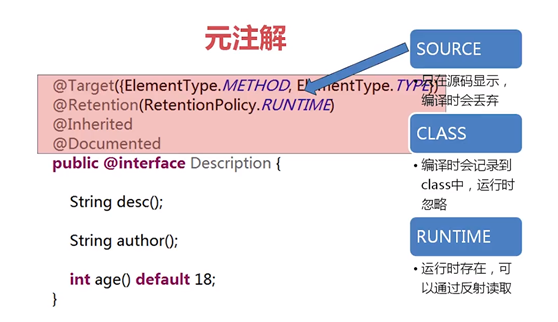 元注解
@Target({ElementType.METHOD, ElementType.TYPE})
@Retention(RetentionPolicy.RUNTIME)
@Inherited
@Documented
public @interface Description {
String desc();
String author();
int age() default 18;
}
SOURCE
只在源码显示，
编译时会丢弃
CLASS
• 编译时会记录到
class中，运行时
忽略
RUNTIME
• 运行时存在，可
以通过反射读取